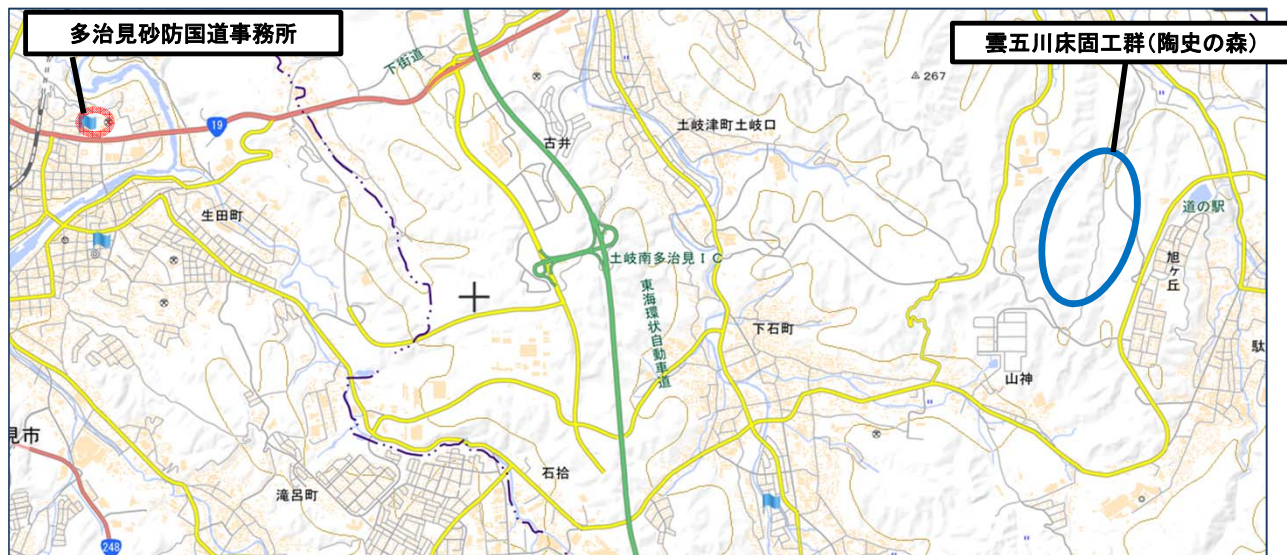 多治見砂防国道事務所
雲五川床固工群(陶史の森)
下街道
267
19
土岐津町土岐口
古井
生田町
道の駅
土岐南多治見IC
旭ケ丘
東海環状自動車道
下石町
駄
山神
見市
石拾
滝呂町
248